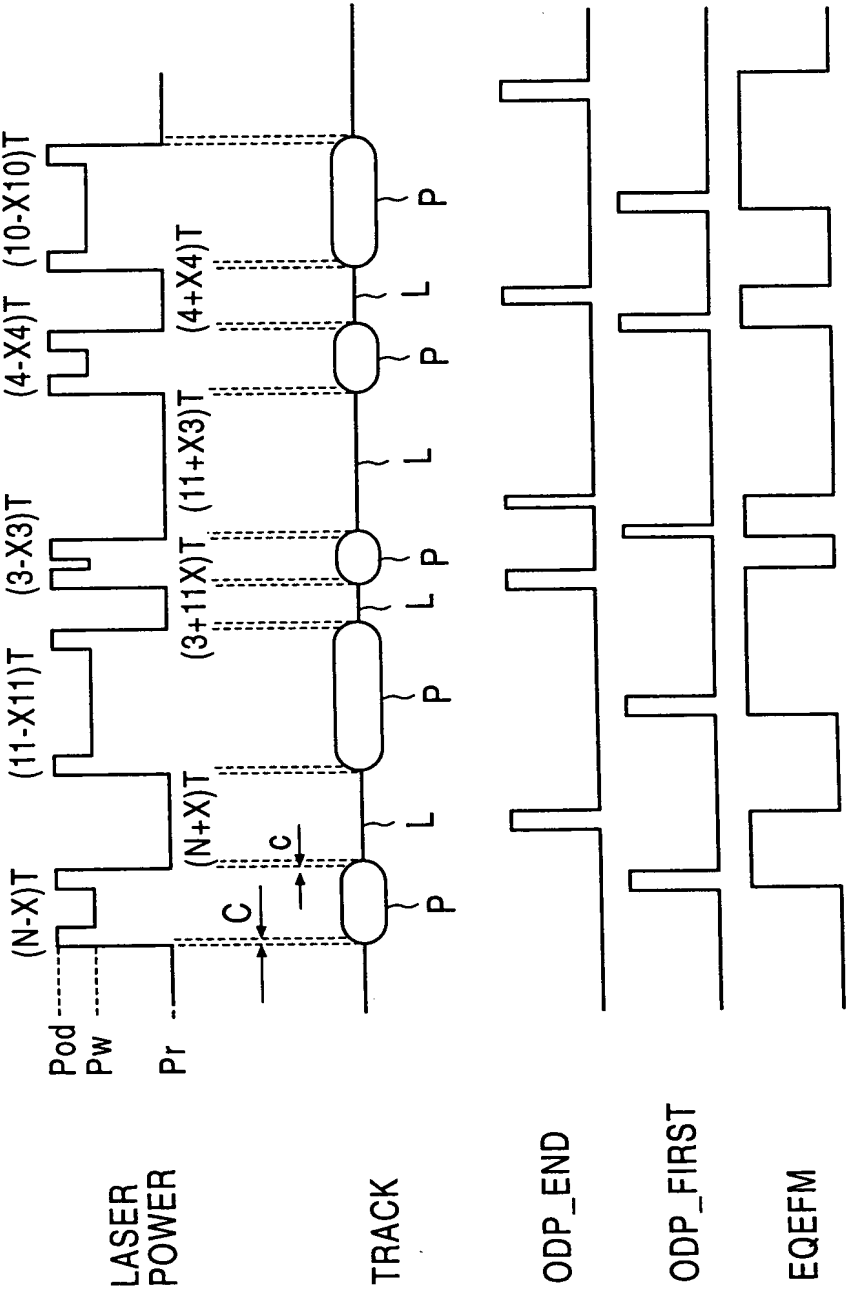 LASER
POWER
Pod
Pw
Pr
(N-X)T
(11-X11)T
(3-X3)T
(4-X4)T
(10-X10)T
C
C
(N+X)T
(3+11X)T
(11+X3)T
(4+X4)T
TRACK
P
L
P
L
P
L
P
L
P
ODP_END
ODP_FIRST
EQEFM